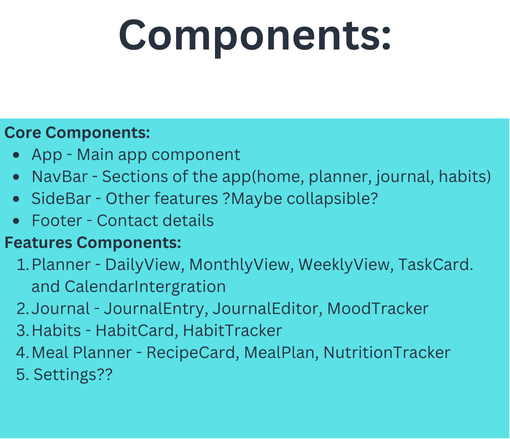 Components:
Core Components:
• App - Main app component
• NavBar - Sections of the app(home, planner, journal, habits)
• SideBar - Other features ?Maybe collapsible?
• Footer - Contact details
Features Components:
1. Planner - DailyView, MonthlyView, WeeklyView, TaskCard.
and CalendarIntergration
2. Journal - JournalEntry, JournalEditor, MoodTracker
3. Habits - HabitCard, HabitTracker
4. Meal Planner - RecipeCard, MealPlan, NutritionTracker
5. Settings??